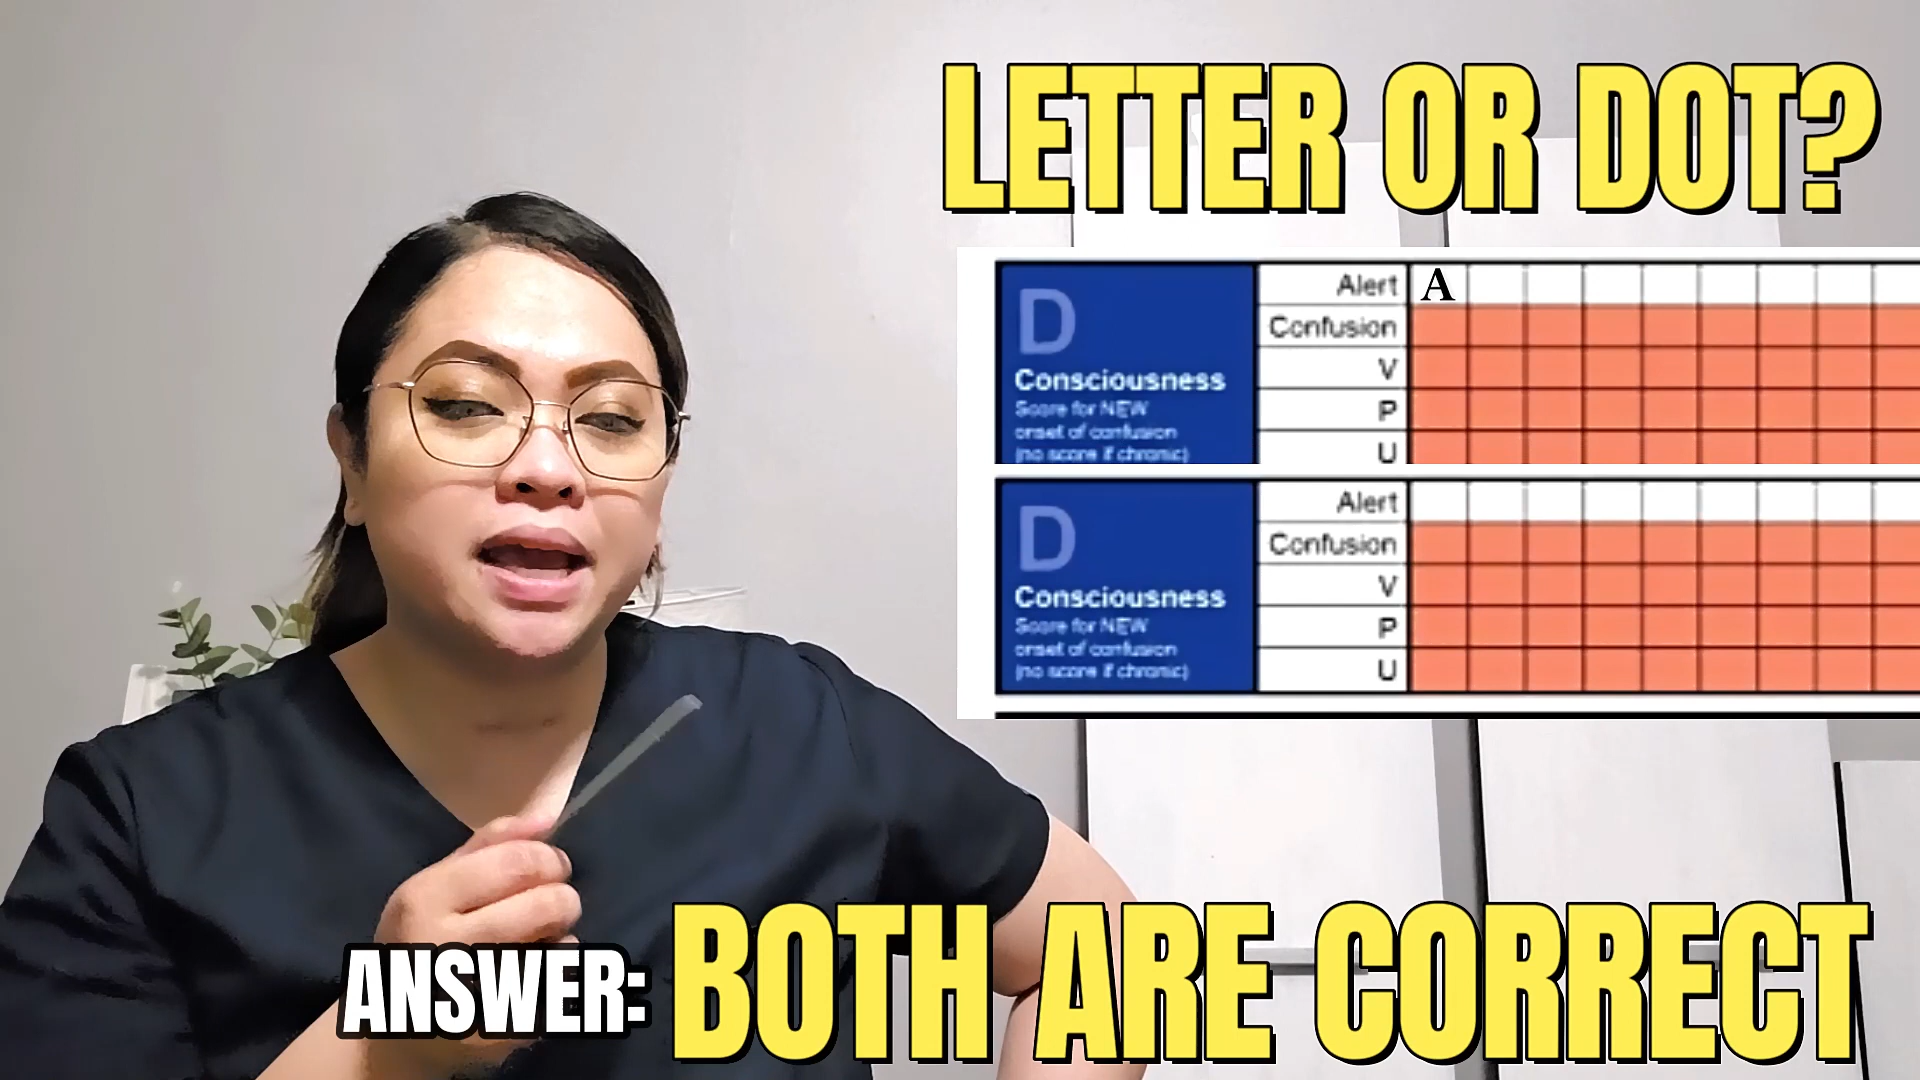 LETTER OR DOT?
D
Consciousness
Score for NEW
onset of confusion
(no score if chronic)
Alert A
Confusion
V
P
U
D
Consciousness
Score for NEW
onset of confusion
(no score if chronic)
Alert
Confusion
V
P
U
ANSWER: BOTH ARE CORRECT